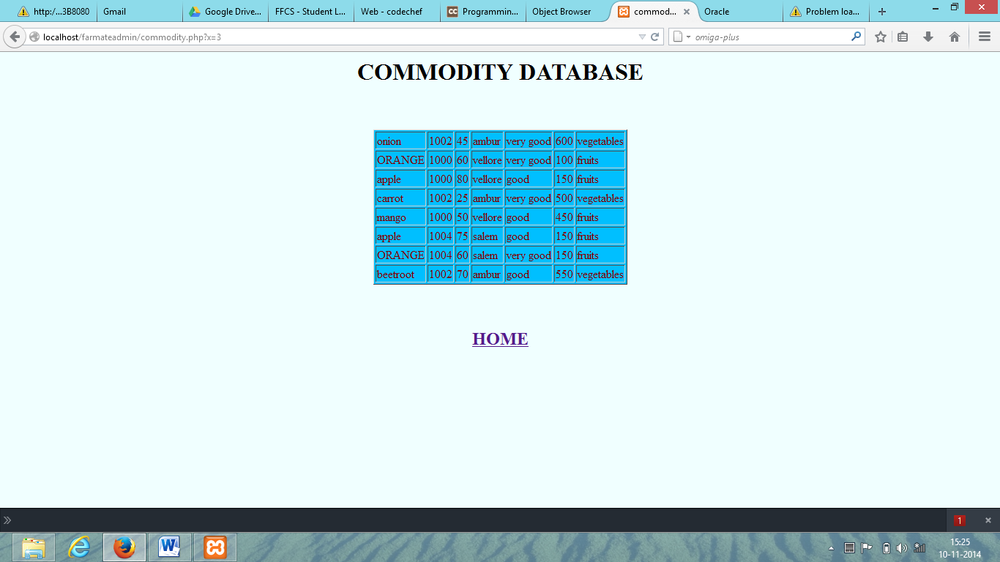 http:/...3B8080 Gmail Google Drive... FFCS - Student L... Web - codechef Programmin... Object Browser commod... Oracle Problem loa...
localhost/farmateadmin/commodity.php?x=3 omiga-plus
COMMODITY DATABASE
onion 1002 45 ambur very good 600 vegetables
ORANGE 1000 60 vellore very good 100 fruits
apple 1000 80 vellore good 150 fruits
carrot 1002 25 ambur very good 500 vegetables
mango 1000 50 vellore good 450 fruits
apple 1004 75 salem good 150 fruits
ORANGE 1004 60 salem very good 150 fruits
beetroot 1002 70 ambur good 550 vegetables
HOME
1
15:25
10-11-2014